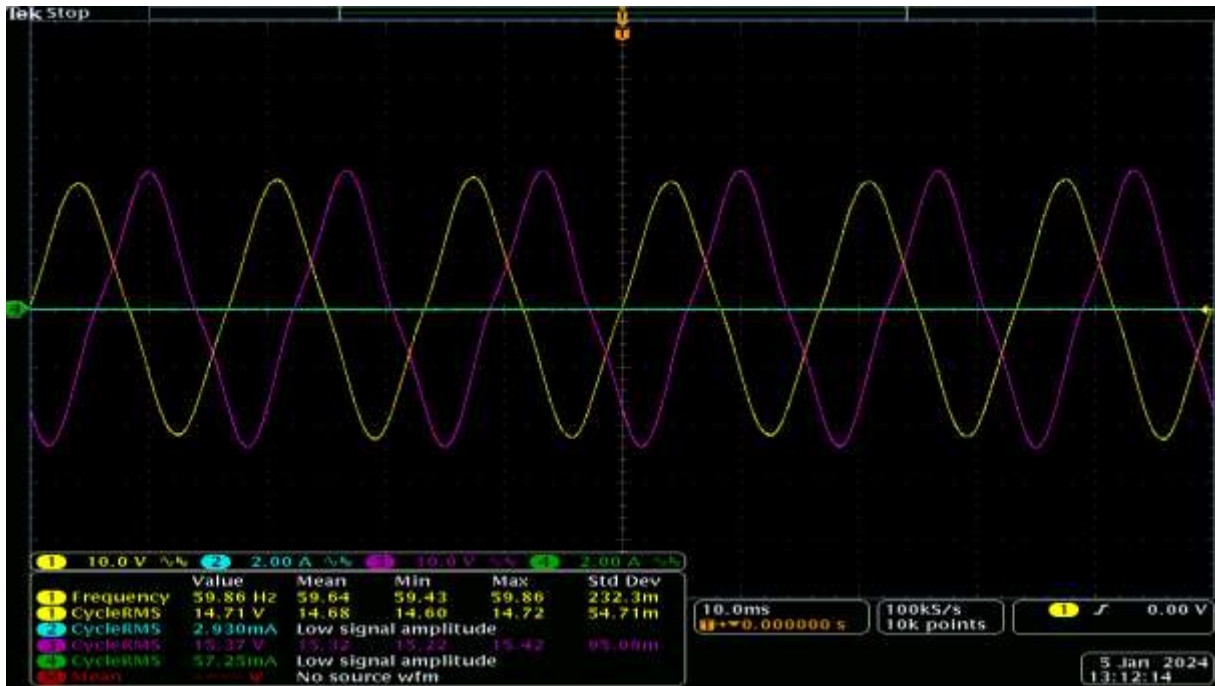 Tek Stop
T
4
1 10.0 V 2 2.00 A 3 10.0 V 4 2.00 A
Value Mean Min Max Std Dev
1 Frequency 59.86 Hz 59.64 59.43 59.86 232.3m
1 CycleRMS 14.71 V 14.68 14.60 14.72 54.71m
2 CycleRMS 2.930mA Low signal amplitude
3 CycleRMS 15.37 V 15.32 15.22 15.42
4 CycleRMS 57.25mA Low signal amplitude
Mean No source wfm
10.0ms
T 0.000000 s
100kS/s
10k points
1 0.00 V
5 Jan 2024
13:12:14